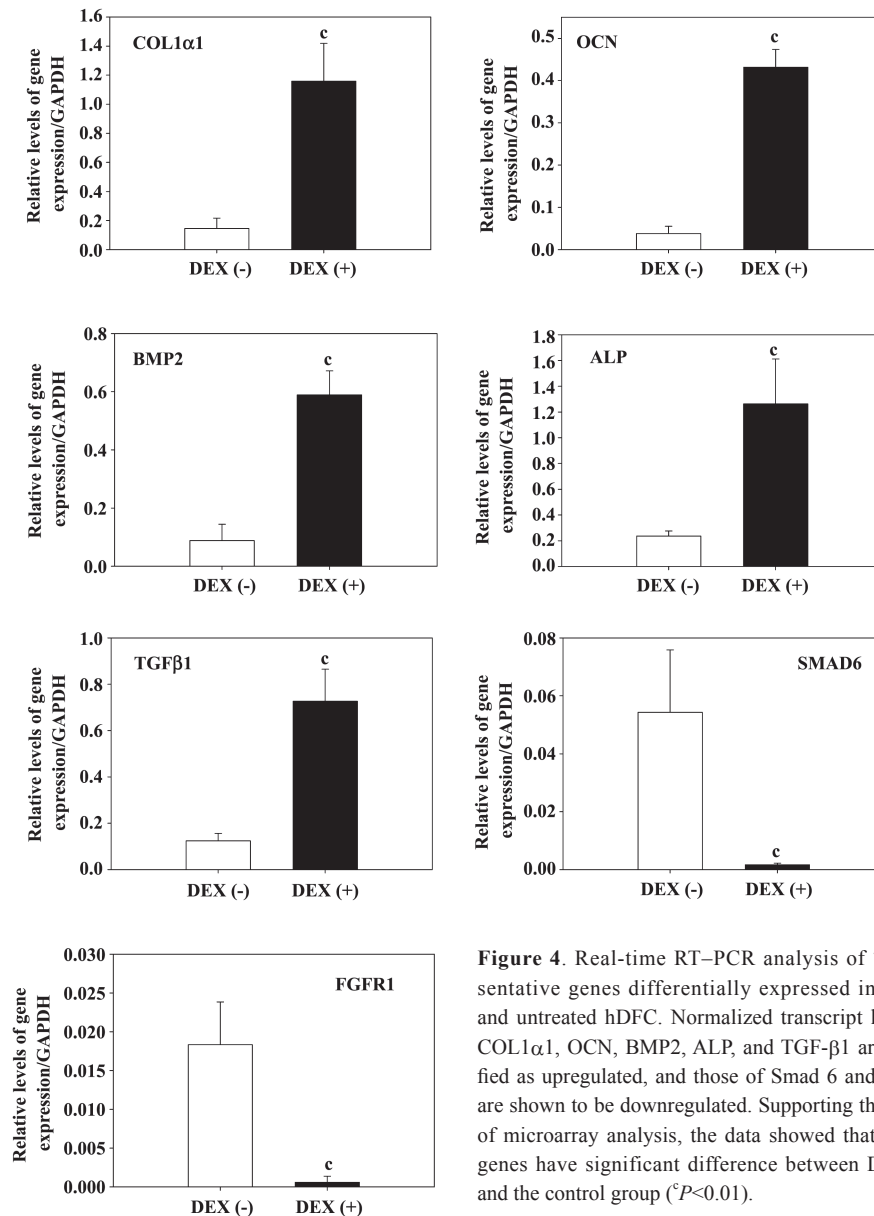 COL1α1
c
Relative levels of gene
expression/GAPDH
1.6
1.4
1.2
1.0
0.8
0.6
0.4
0.2
0.0
DEX (-) DEX (+)
OCN
c
Relative levels of gene
expression/GAPDH
0.5
0.4
0.3
0.2
0.1
0.0
DEX (-) DEX (+)
BMP2
c
Relative levels of gene
expression/GAPDH
0.8
0.6
0.4
0.2
0.0
DEX (-) DEX (+)
ALP
c
Relative levels of gene
expression/GAPDH
1.8
1.6
1.4
1.2
1.0
0.8
0.6
0.4
0.2
0.0
DEX (-) DEX (+)
TGFβ1
c
Relative levels of gene
expression/GAPDH
1.0
0.8
0.6
0.4
0.2
0.0
DEX (-) DEX (+)
SMAD6
c
Relative levels of gene
expression/GAPDH
0.08
0.06
0.04
0.02
0.00
DEX (-) DEX (+)
FGFR1
c
Relative levels of gene
expression/GAPDH
0.030
0.025
0.020
0.015
0.010
0.005
0.000
DEX (-) DEX (+)
Figure 4. Real-time RT–PCR analysis of
sentative genes differentially expressed in
and untreated hDFC. Normalized transcript
COL1α1, OCN, BMP2, ALP, and TGF-β1
fied as upregulated, and those of Smad 6 and
are shown to be downregulated. Supporting
of microarray analysis, the data showed that
genes have significant difference between
and the control group (ᶜP<0.01).